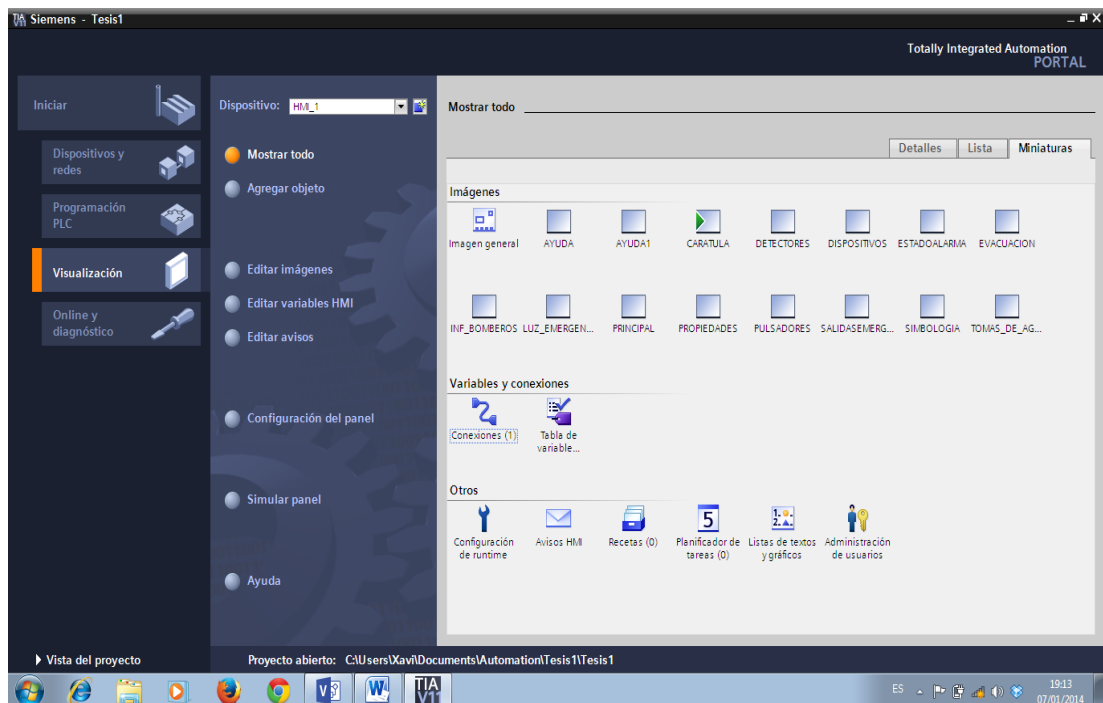 Siemens - Tesis1
Totally Integrated Automation
PORTAL
Iniciar
Dispositivos y
redes
Programación
PLC
Visualización
Online y
diagnóstico
Vista del proyecto
Dispositivo: HMI_1
Mostrar todo
Agregar objeto
Editar imágenes
Editar variables HMI
Editar avisos
Configuración del panel
Simular panel
Ayuda
Mostrar todo
Detalles Lista Miniaturas
Imágenes
Imagen general AYUDA AYUDA1 CARATULA DETECTORES DISPOSITIVOS ESTADOALARMA EVACUACION
INF_BOMBEROS LUZ_EMERGEN... PRINCIPAL PROPIEDADES PULSADORES SALIDASEMERG... SIMBOLOGIA TOMAS_DE_AG...
Variables y conexiones
Conexiones (1) Tabla de
variable...
Otros
Configuración Avisos HMI Recetas (0) Planificador de Listas de textos Administración
de runtime tareas (0) y gráficos de usuarios
Proyecto abierto: C:\Users\Xavi\Documents\Automation\Tesis1\Tesis1
TIA
V11
ES 19:13
07/01/2014